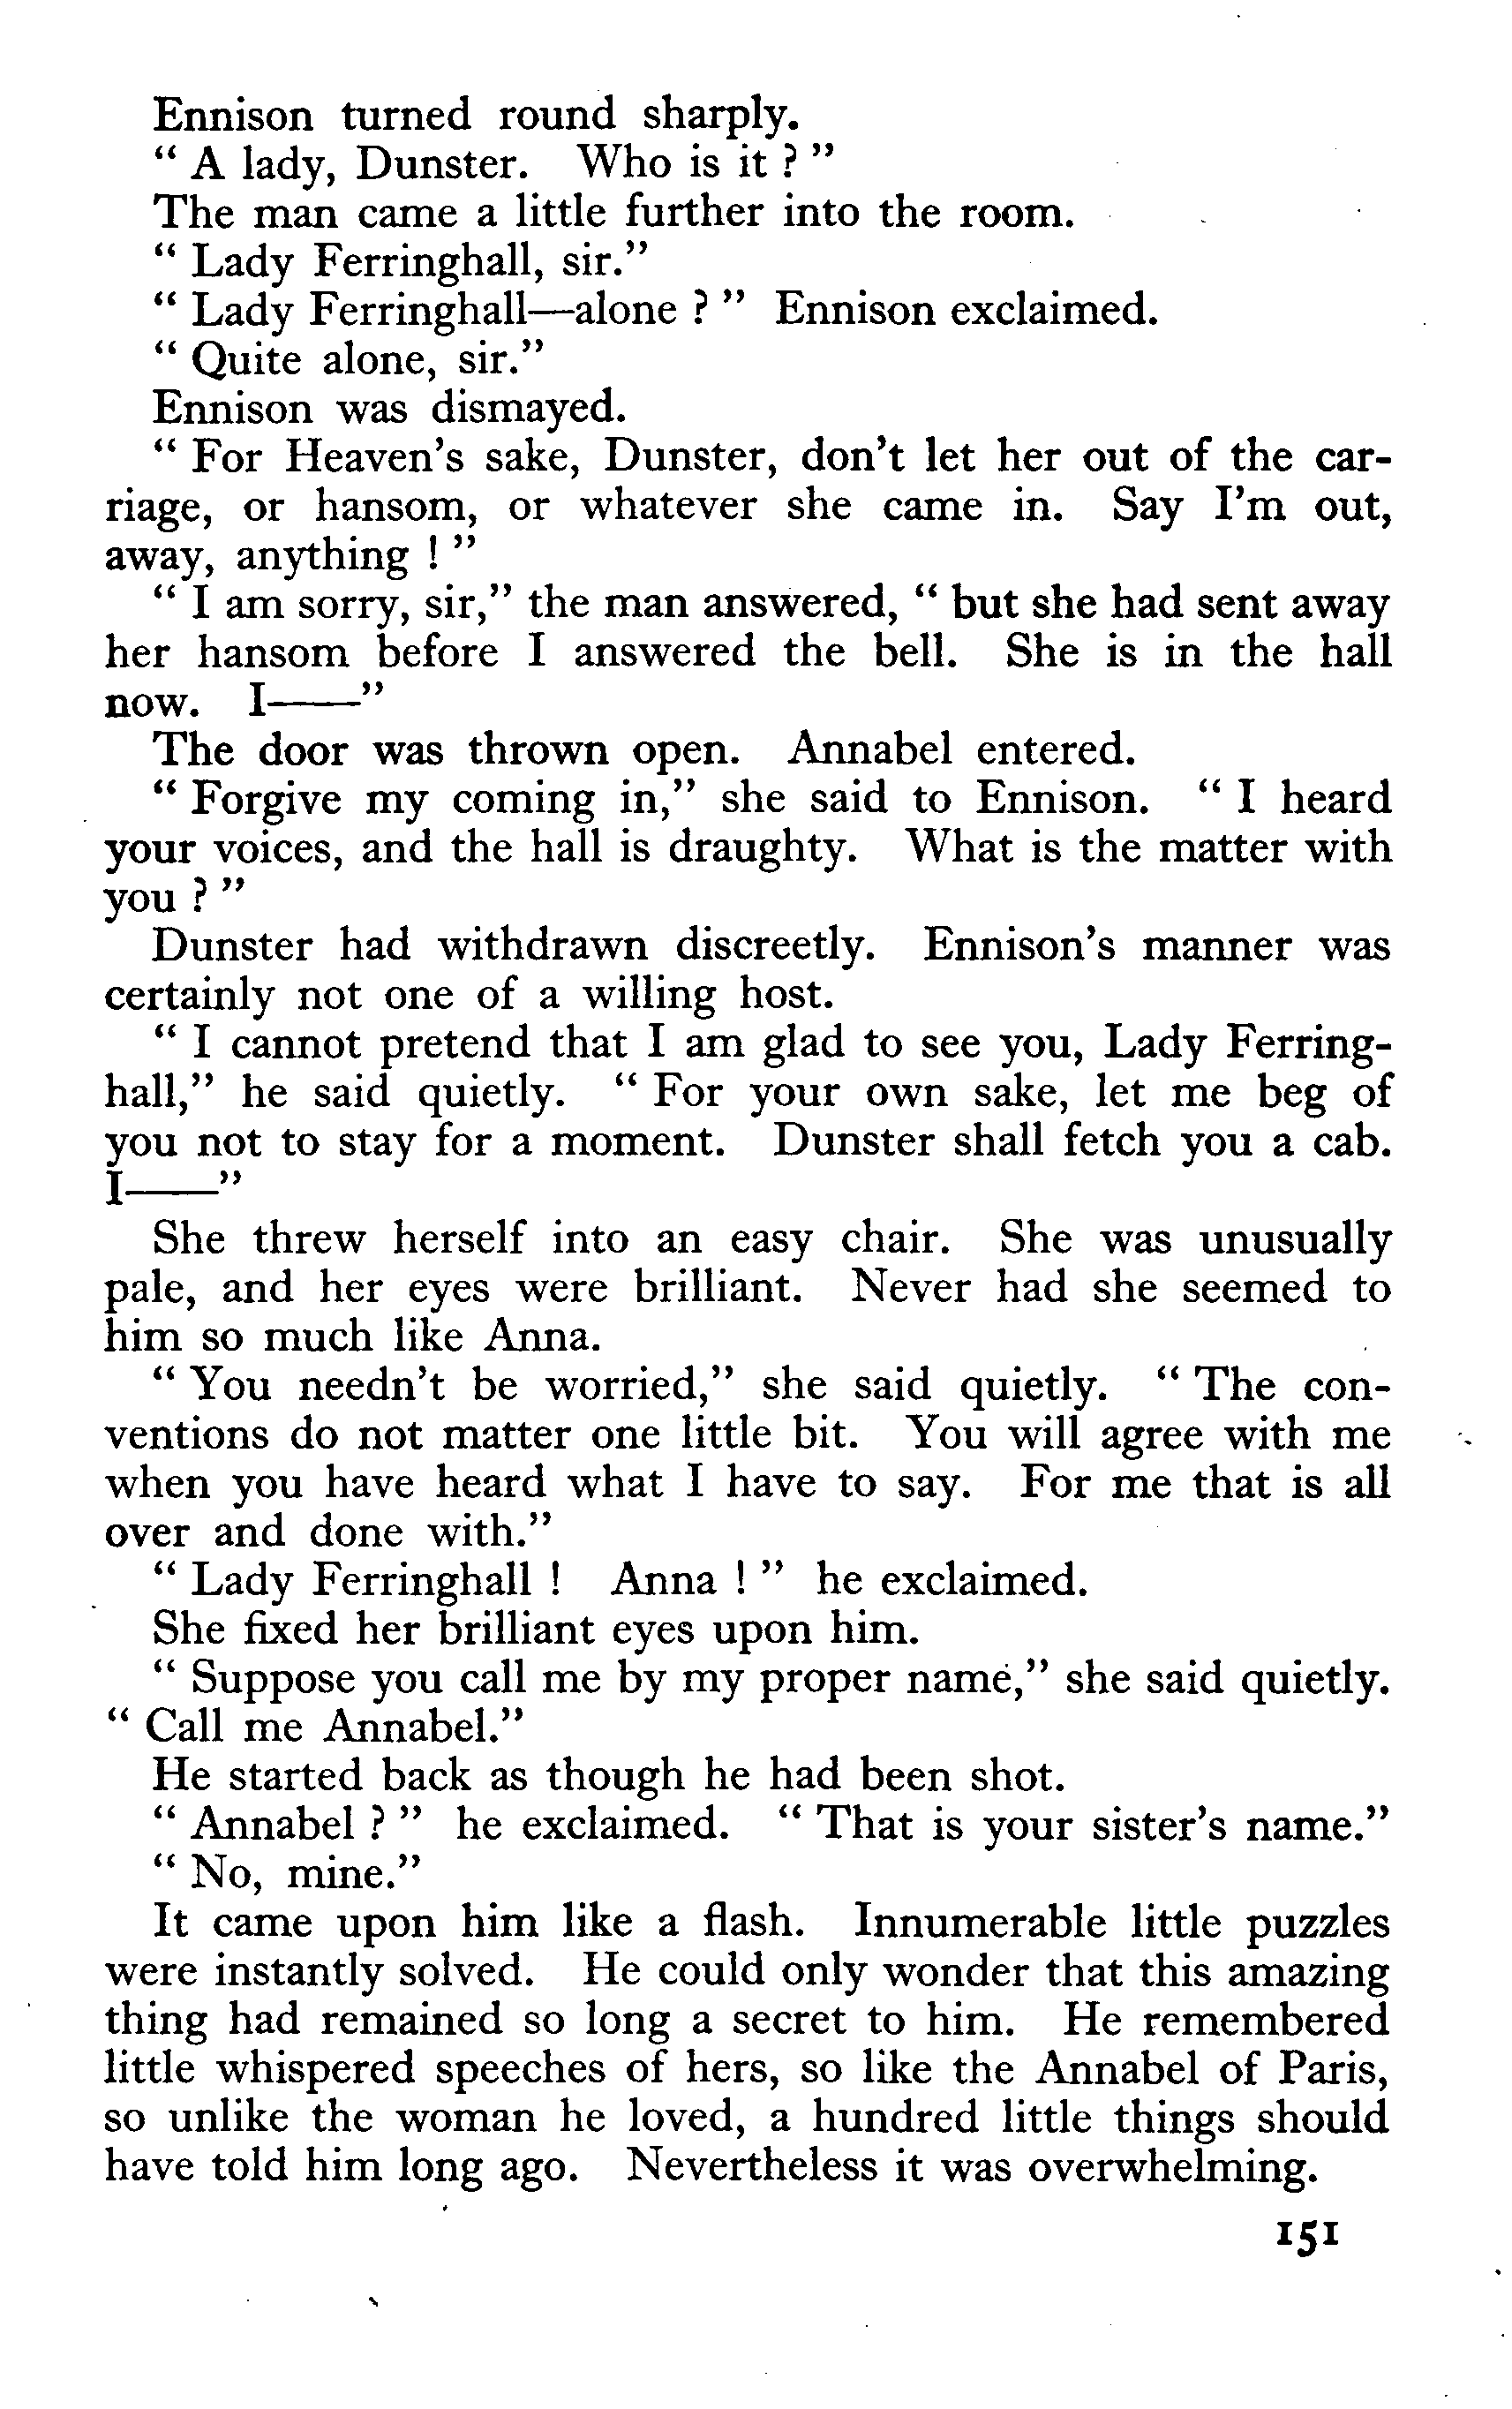 Ennison turned round sharply.
“ A lady, Dunster. Who is it ? ”
The man came a little further into the room.
“ Lady Ferringhall, sir.”
“ Lady Ferringhall—alone ? ” Ennison exclaimed.
“ Quite alone, sir.”
Ennison was dismayed.
“ For Heaven’s sake, Dunster, don’t let her out of the car-
riage, or hansom, or whatever she came in. Say I’m out,
away, anything ! ”
“ I am sorry, sir,” the man answered, “ but she had sent away
her hansom before I answered the bell. She is in the hall
now. I——”
The door was thrown open. Annabel entered.
“ Forgive my coming in,” she said to Ennison. “ I heard
your voices, and the hall is draughty. What is the matter with
you ? ”
Dunster had withdrawn discreetly. Ennison’s manner was
certainly not one of a willing host.
“ I cannot pretend that I am glad to see you, Lady Ferring-
hall,” he said quietly. “ For your own sake, let me beg of
you not to stay for a moment. Dunster shall fetch you a cab.
I——”
She threw herself into an easy chair. She was unusually
pale, and her eyes were brilliant. Never had she seemed to
him so much like Anna.
“ You needn’t be worried,” she said quietly. “ The con-
ventions do not matter one little bit. You will agree with me
when you have heard what I have to say. For me that is all
over and done with.”
“ Lady Ferringhall ! Anna ! ” he exclaimed.
She fixed her brilliant eyes upon him.
“ Suppose you call me by my proper name,” she said quietly.
“ Call me Annabel.”
He started back as though he had been shot.
“ Annabel ? ” he exclaimed. “ That is your sister’s name.”
“ No, mine.”
It came upon him like a flash. Innumerable little puzzles
were instantly solved. He could only wonder that this amazing
thing had remained so long a secret to him. He remembered
little whispered speeches of hers, so like the Annabel of Paris,
so unlike the woman he loved, a hundred little things should
have told him long ago. Nevertheless it was overwhelming.
151